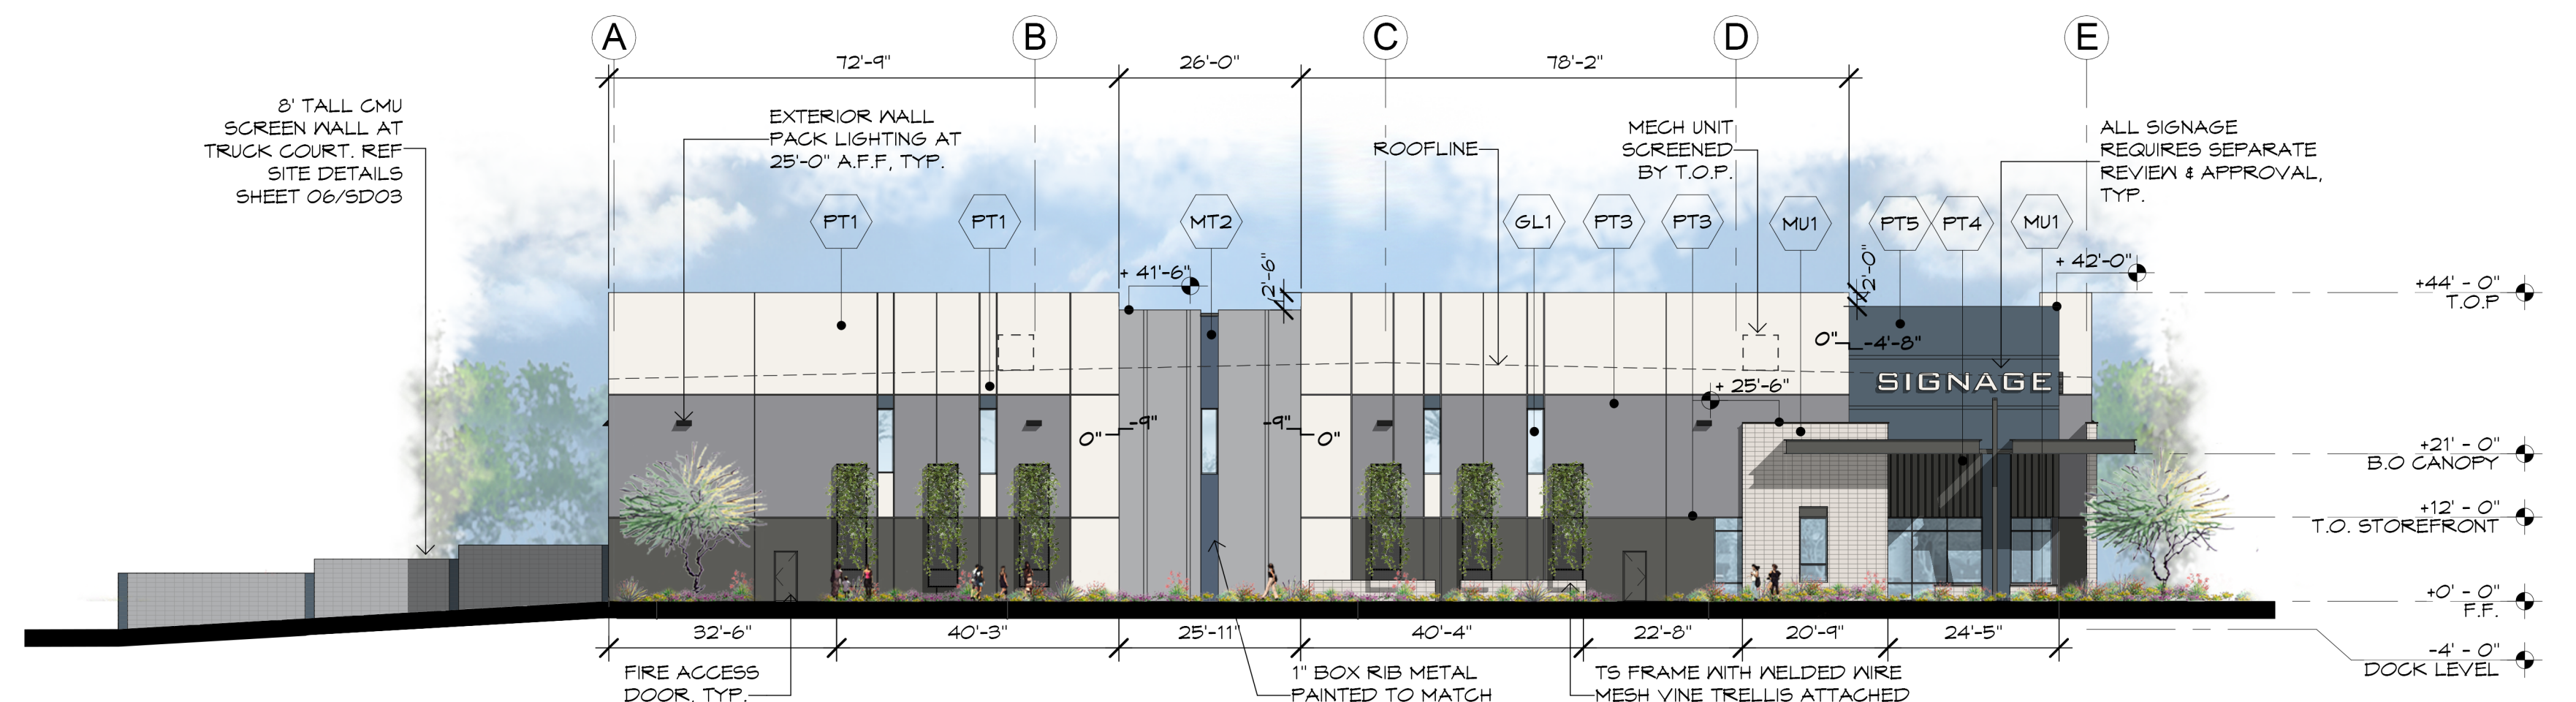 A
B
C
D
E
72'-9"
26'-0"
78'-2"
8' TALL CMU
SCREEN WALL AT
TRUCK COURT. REF
SITE DETAILS
SHEET 06/SD03
EXTERIOR WALL
PACK LIGHTING AT
25'-0" A.F.F, TYP.
ROOFLINE
MECH UNIT
SCREENED
BY T.O.P.
ALL SIGNAGE
REQUIRES SEPARATE
REVIEW & APPROVAL,
TYP.
PT1
PT1
MT2
GL1
PT3
PT3
MU1
PT5
PT4
MU1
+ 41'-6"
2'-6"
2'-0"
+ 42'-0"
+44' - 0"
T.O.P
0"
-4'-8"
SIGNAGE
+ 25'-6"
0"
-9"
-9"
0"
+21' - 0"
B.O CANOPY
+12' - 0"
T.O. STOREFRONT
+0' - 0"
F.F.
-4' - 0"
DOCK LEVEL
32'-6"
40'-3"
25'-11"
40'-4"
22'-8"
20'-9"
24'-5"
FIRE ACCESS
DOOR, TYP.
1" BOX RIB METAL
PAINTED TO MATCH
TS FRAME WITH WELDED WIRE
MESH VINE TRELLIS ATTACHED